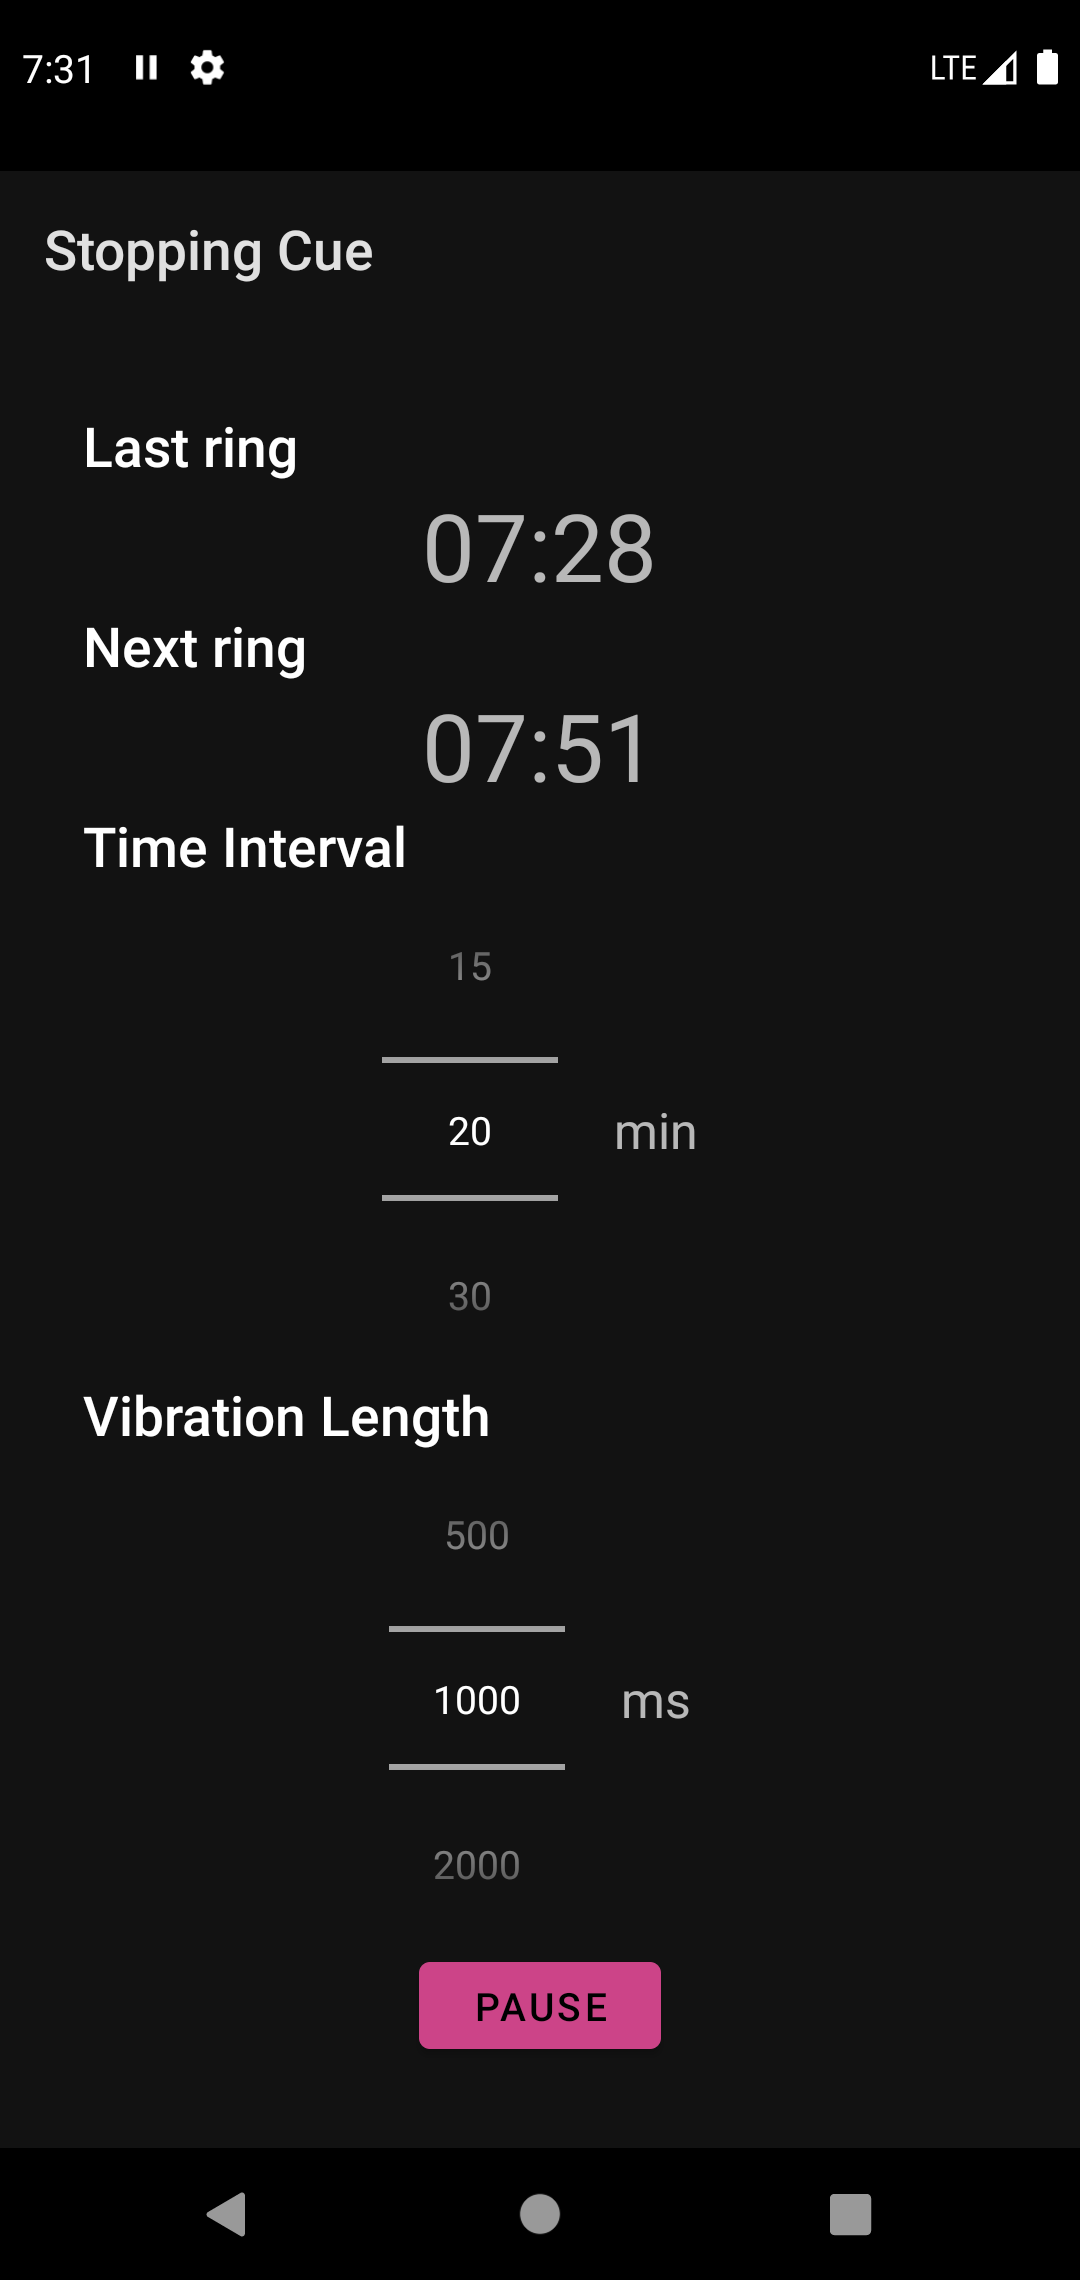 7:31 LTE
Stopping Cue
Last ring
07:28
Next ring
07:51
Time Interval
15
20 min
30
Vibration Length
500
1000 ms
2000
PAUSE